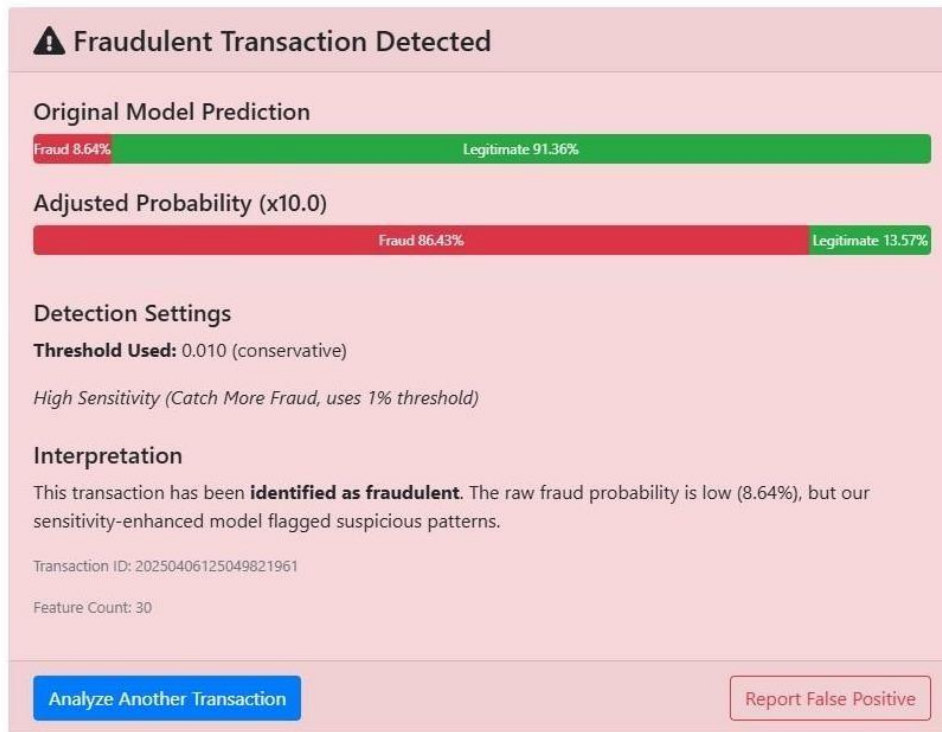 Fraudulent Transaction Detected
Original Model Prediction
Fraud 8.64% Legitimate 91.36%
Adjusted Probability (x10.0)
Fraud 86.43% Legitimate 13.57%
Detection Settings
Threshold Used: 0.010 (conservative)
High Sensitivity (Catch More Fraud, uses 1% threshold)
Interpretation
This transaction has been identified as fraudulent. The raw fraud probability is low (8.64%), but our
sensitivity-enhanced model flagged suspicious patterns.
Transaction ID: 20250406125049821961
Feature Count: 30
Analyze Another Transaction Report False Positive